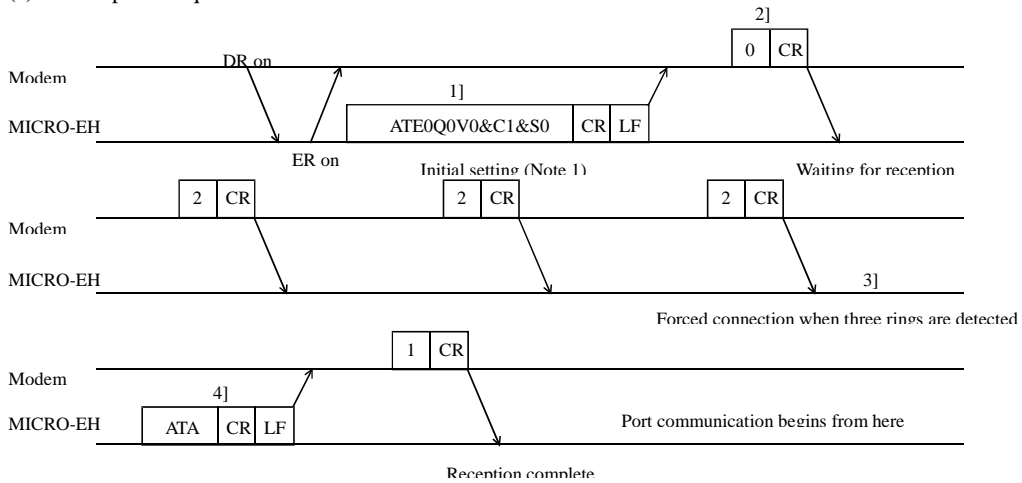 2]
0 CR
DR on
Modem
1]
MICRO-EH
ATE0Q0V0&C1&S0 CR LF
ER on
Initial setting (Note 1)
Waiting for reception
2 CR
2 CR
2 CR
Modem
MICRO-EH
3]
Forced connection when three rings are detected
1 CR
Modem
4]
MICRO-EH
ATA CR LF
Port communication begins from here
Reception complete